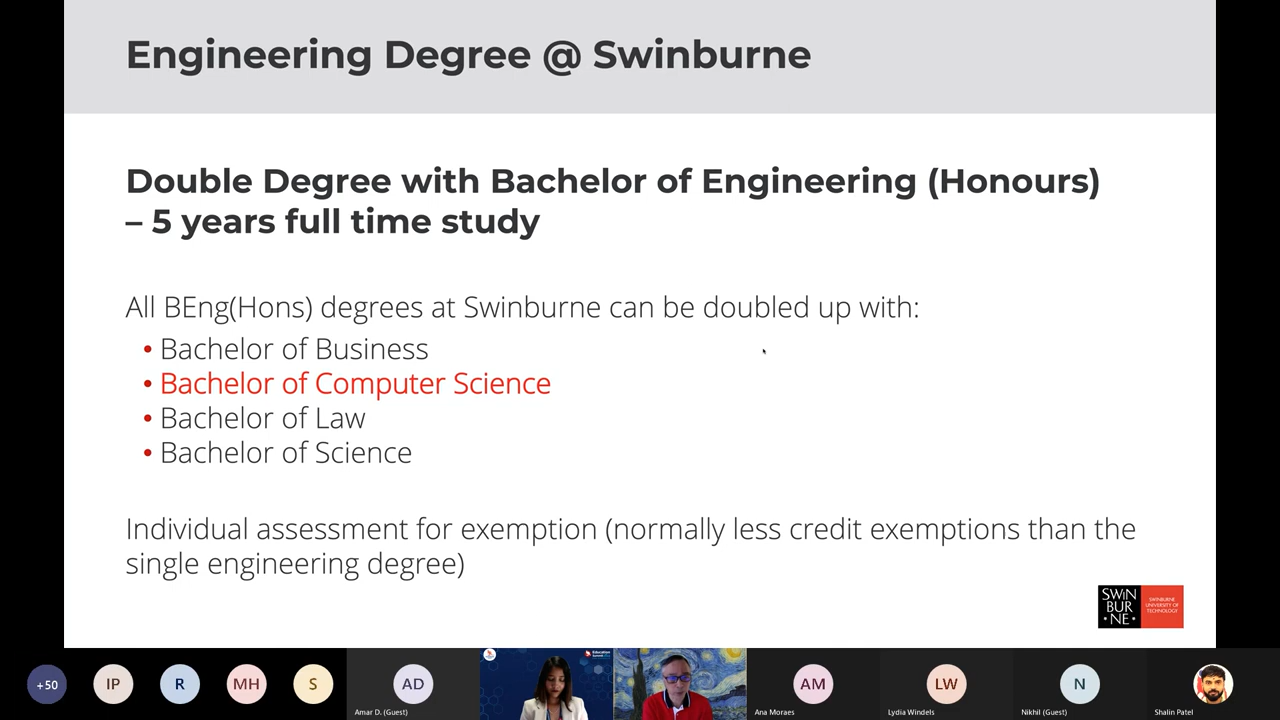 Engineering Degree @ Swinburne
Double Degree with Bachelor of Engineering (Honours)
– 5 years full time study
All BEng(Hons) degrees at Swinburne can be doubled up with:
• Bachelor of Business
• Bachelor of Computer Science
• Bachelor of Law
• Bachelor of Science
Individual assessment for exemption (normally less credit exemptions than the
single engineering degree)
SWIN
BUR
• NE •
SWINBURNE
UNIVERSITY OF
TECHNOLOGY
+50
IP
R
MH
S
AD
Amar D. (Guest)
AM
Ana Moraes
LW
Lydia Windels
N
Nikhil (Guest)
Shalin Patel